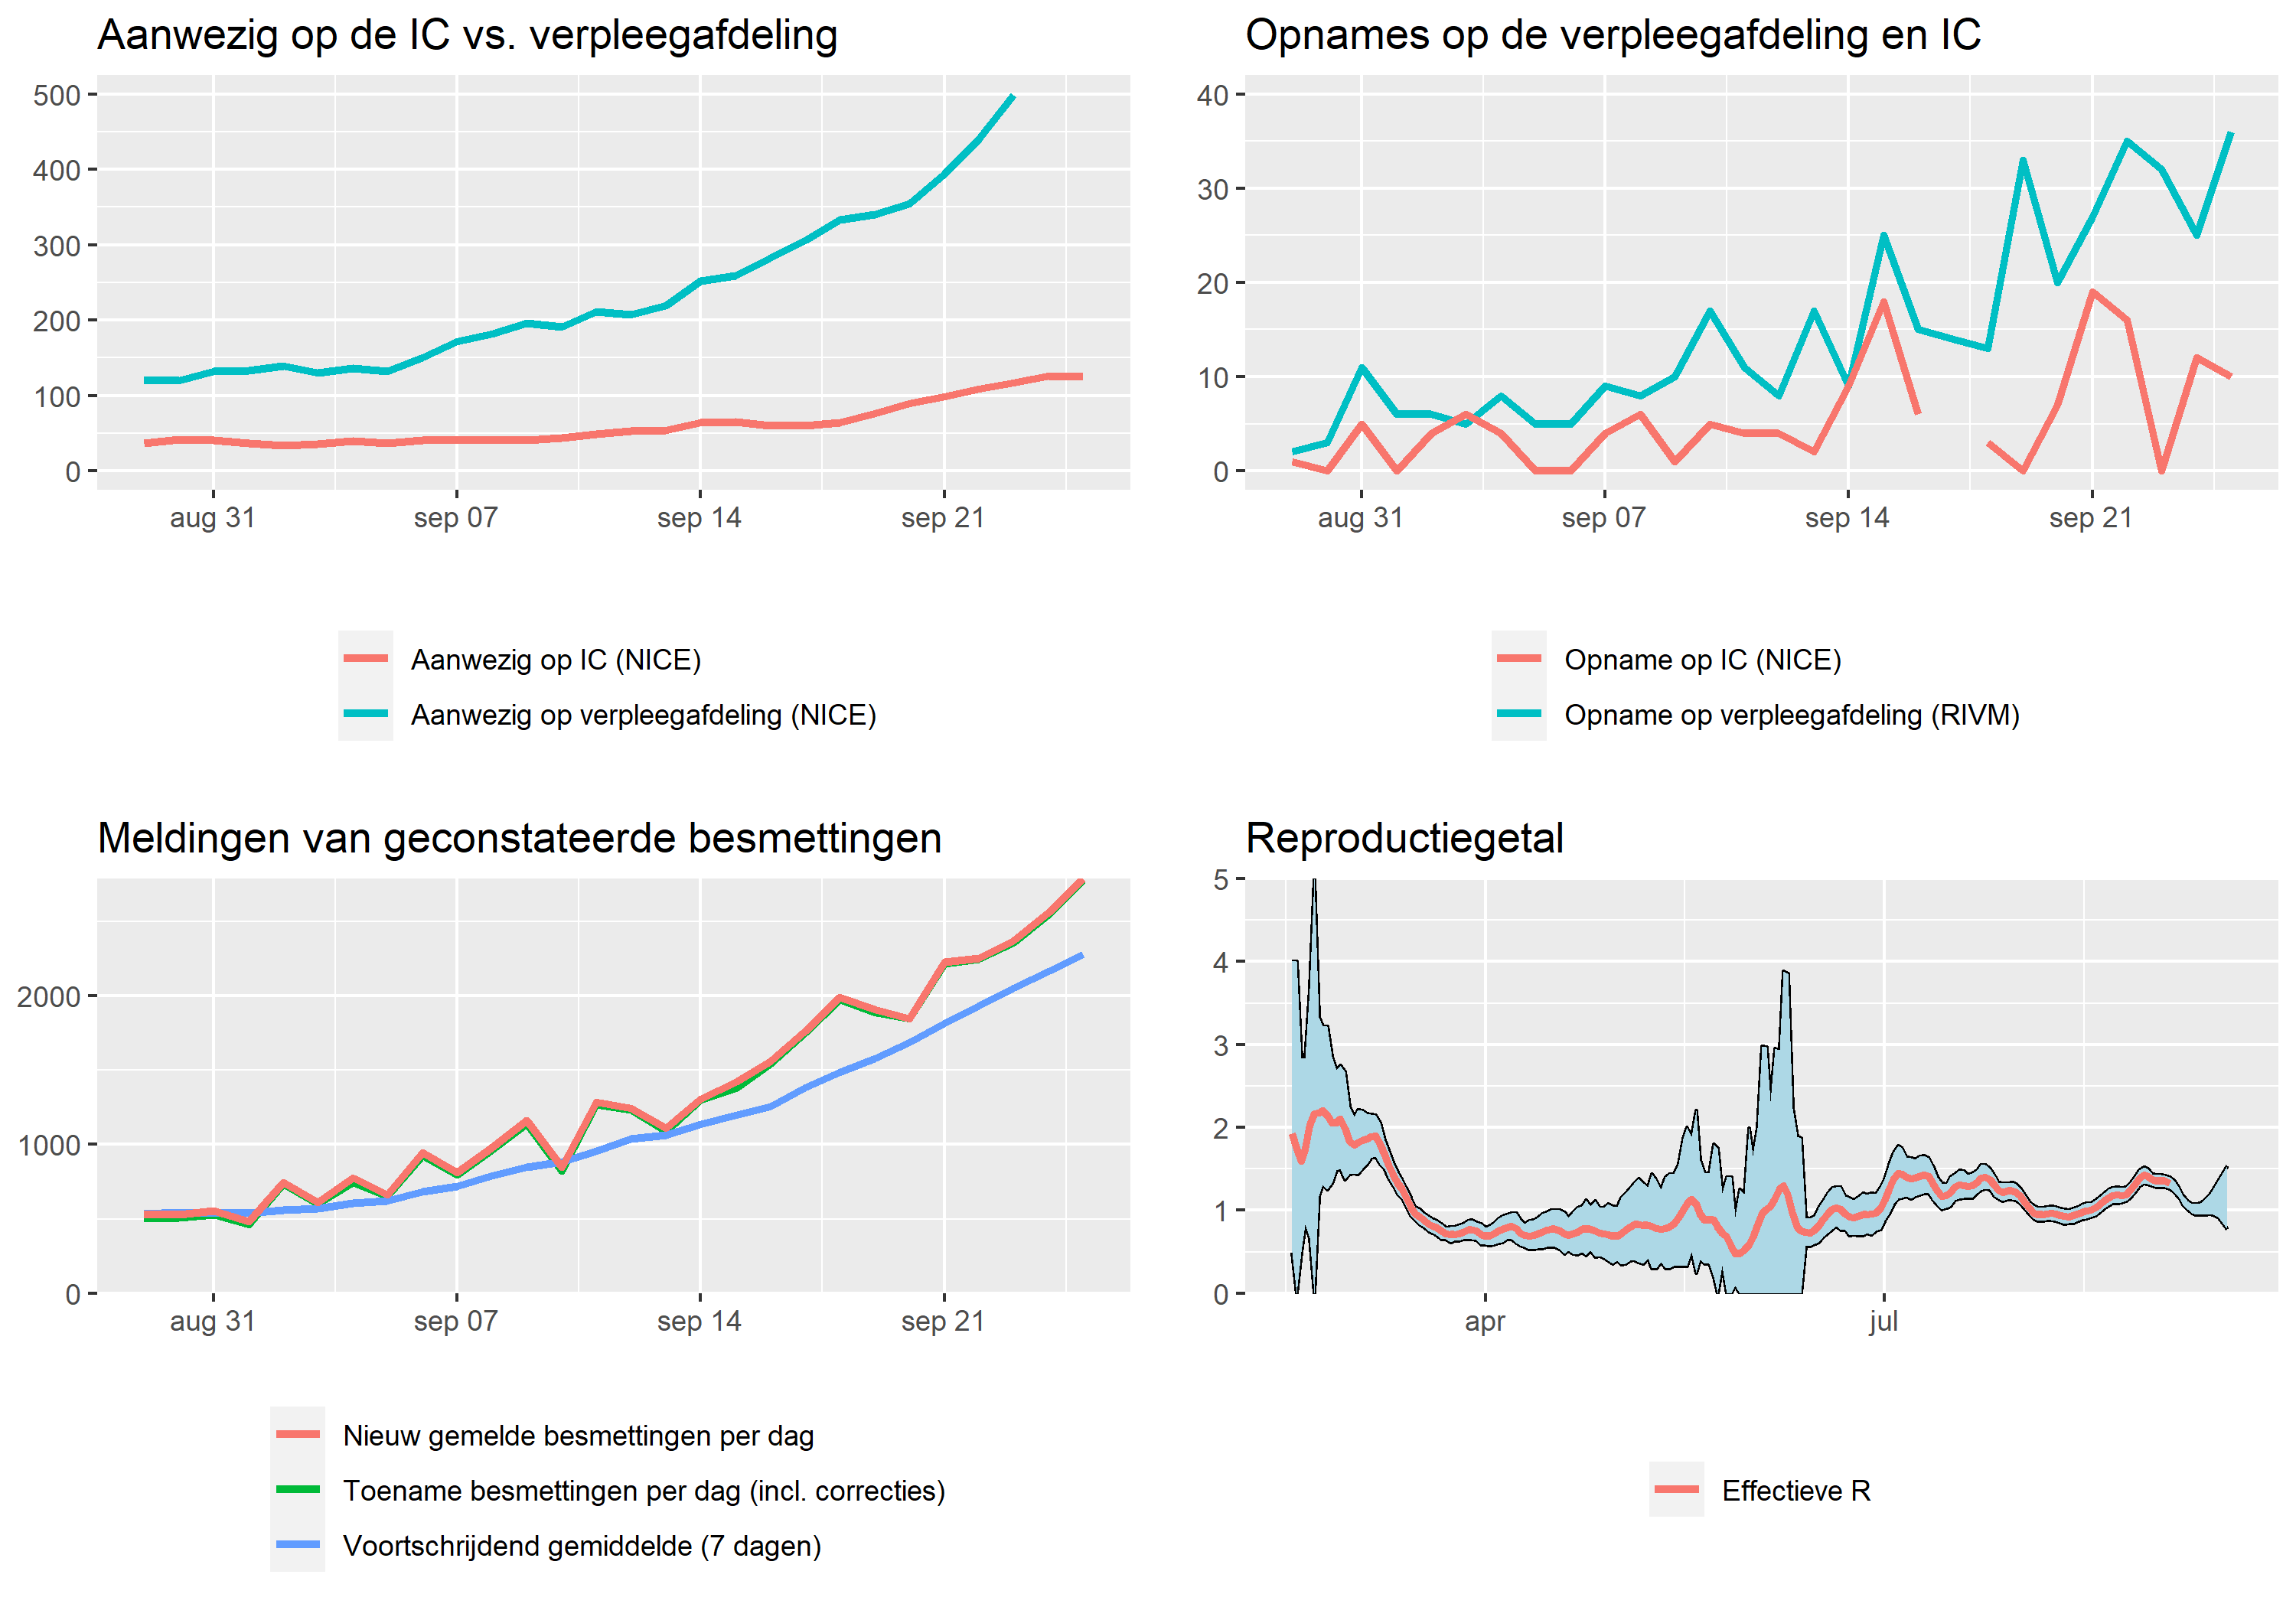 Aanwezig op de IC vs. verpleegafdeling
500
400
300
200
100
0
aug 31 sep 07 sep 14 sep 21
Aanwezig op IC (NICE)
Aanwezig op verpleegafdeling (NICE)
Opnames op de verpleegafdeling en IC
40
30
20
10
0
aug 31 sep 07 sep 14 sep 21
Opname op IC (NICE)
Opname op verpleegafdeling (RIVM)
Meldingen van geconstateerde besmettingen
2000
1000
0
aug 31 sep 07 sep 14 sep 21
Nieuw gemelde besmettingen per dag
Toename besmettingen per dag (incl. correcties)
Voortschrijdend gemiddelde (7 dagen)
Reproductiegetal
5
4
3
2
1
0
apr jul
Effectieve R